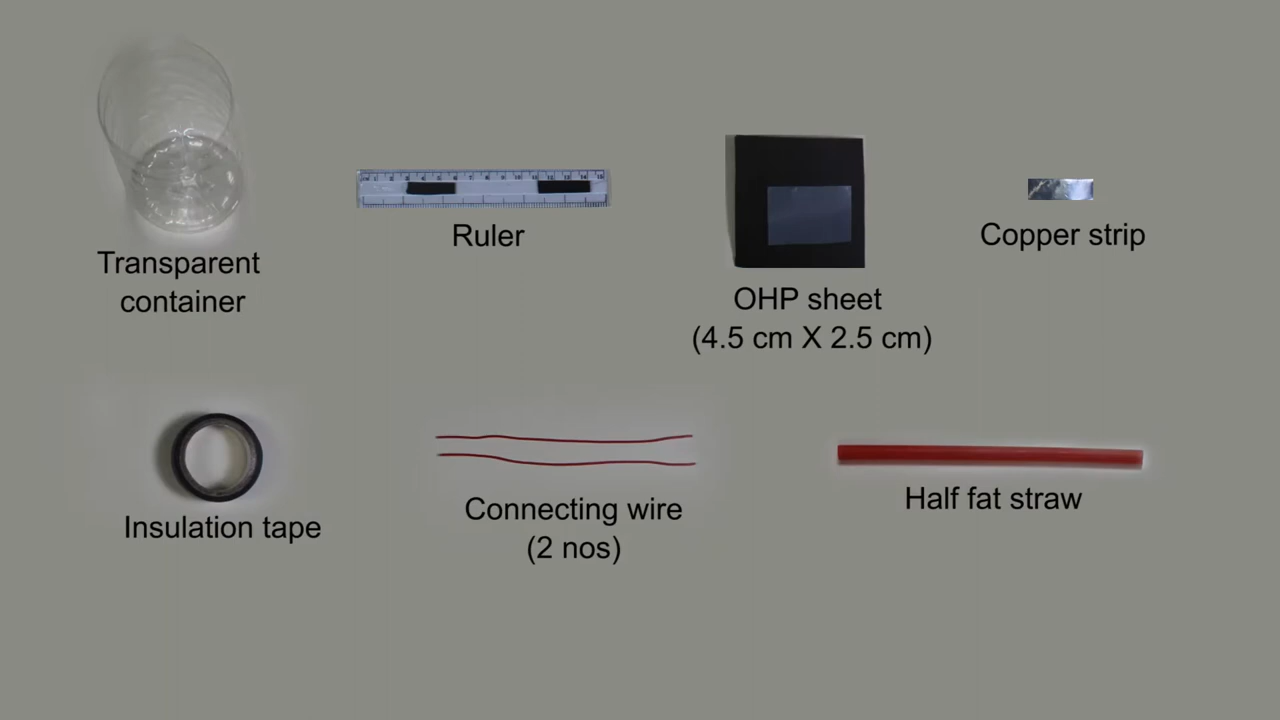 Transparent
container
Ruler
OHP sheet
(4.5 cm X 2.5 cm)
Copper strip
Insulation tape
Connecting wire
(2 nos)
Half fat straw